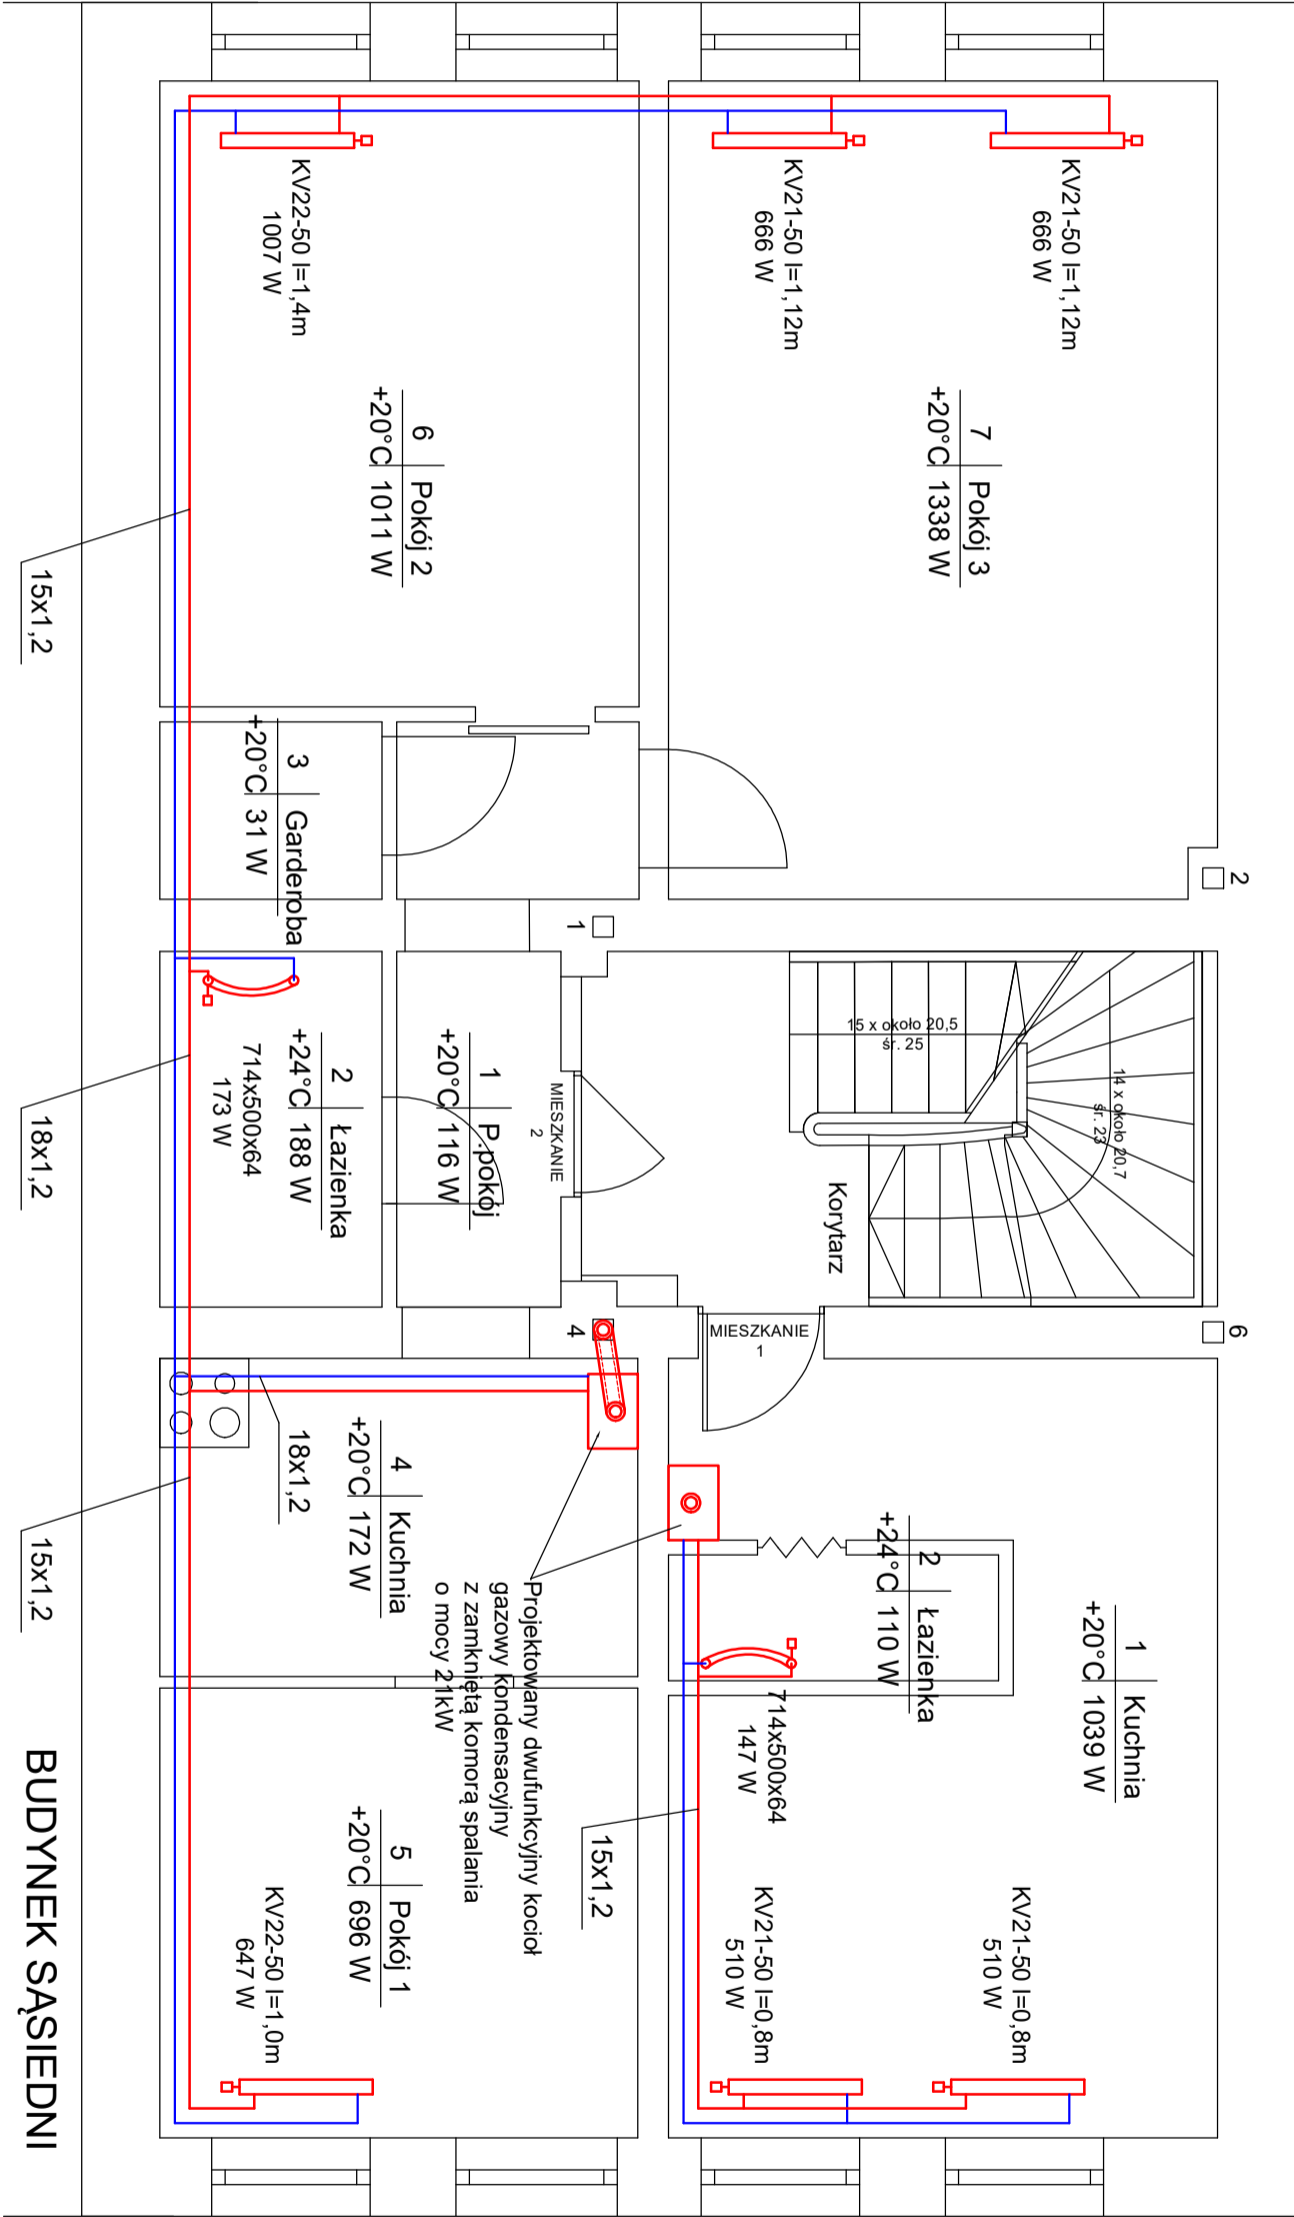 KV22-50 l=1,4m
1007 W
KV21-50 l=1,12m
666 W
KV21-50 l=1,12m
666 W
6 Pokój 2
+20°C 1011 W
7 Pokój 3
+20°C 1338 W
15x1,2
3 Garderoba
+20°C 31 W
2
1
2 Łazienka
+24°C 188 W
714x500x64
173 W
1 P.pokój
+20°C 116 W
MIESZKANIE
2
15 x około 20,5
śr. 25
14 x około 20,7
śr. 23
Korytarz
18x1,2
4
MIESZKANIE
1
6
18x1,2
4 Kuchnia
+20°C 172 W
15x1,2
Projektowany dwufunkcyjny kocioł
gazowy kondensacyjny
z zamkniętą komorą spalania
o mocy 21kW
2 Łazienka
+24°C 110 W
714x500x64
147 W
1 Kuchnia
+20°C 1039 W
15x1,2
5 Pokój 1
+20°C 696 W
KV22-50 l=1,0m
647 W
KV21-50 l=0,8m
510 W
KV21-50 l=0,8m
510 W
BUDYNEK SĄSIEDNI